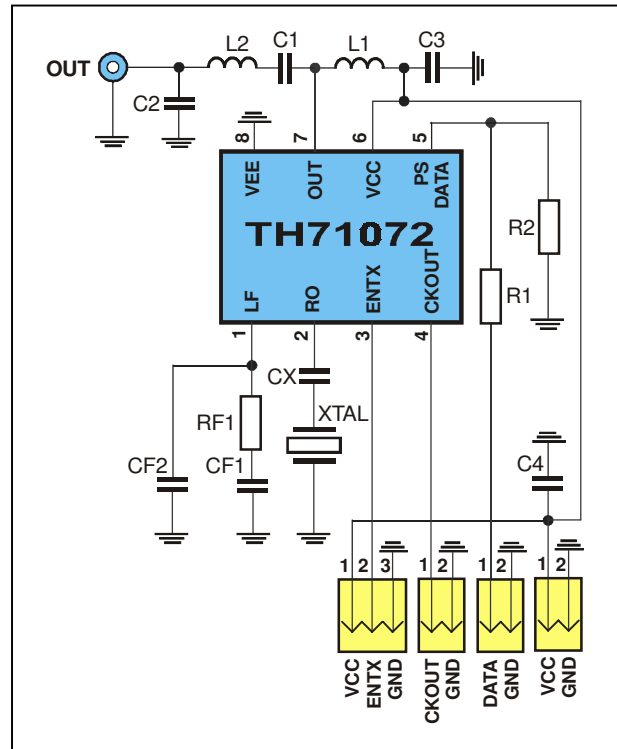 L2 C1 L1 C3
OUT
C2
8 7 6 5
VEE OUT VCC PS DATA
TH71072
R2
LF RO ENTX CKOUT
R1
1 2 3 4
CX
RF1 XTAL
CF2 CF1
C4
1 2 3 1 2 1 2 1 2
VCC ENTX GND CKOUT GND DATA GND VCC GND